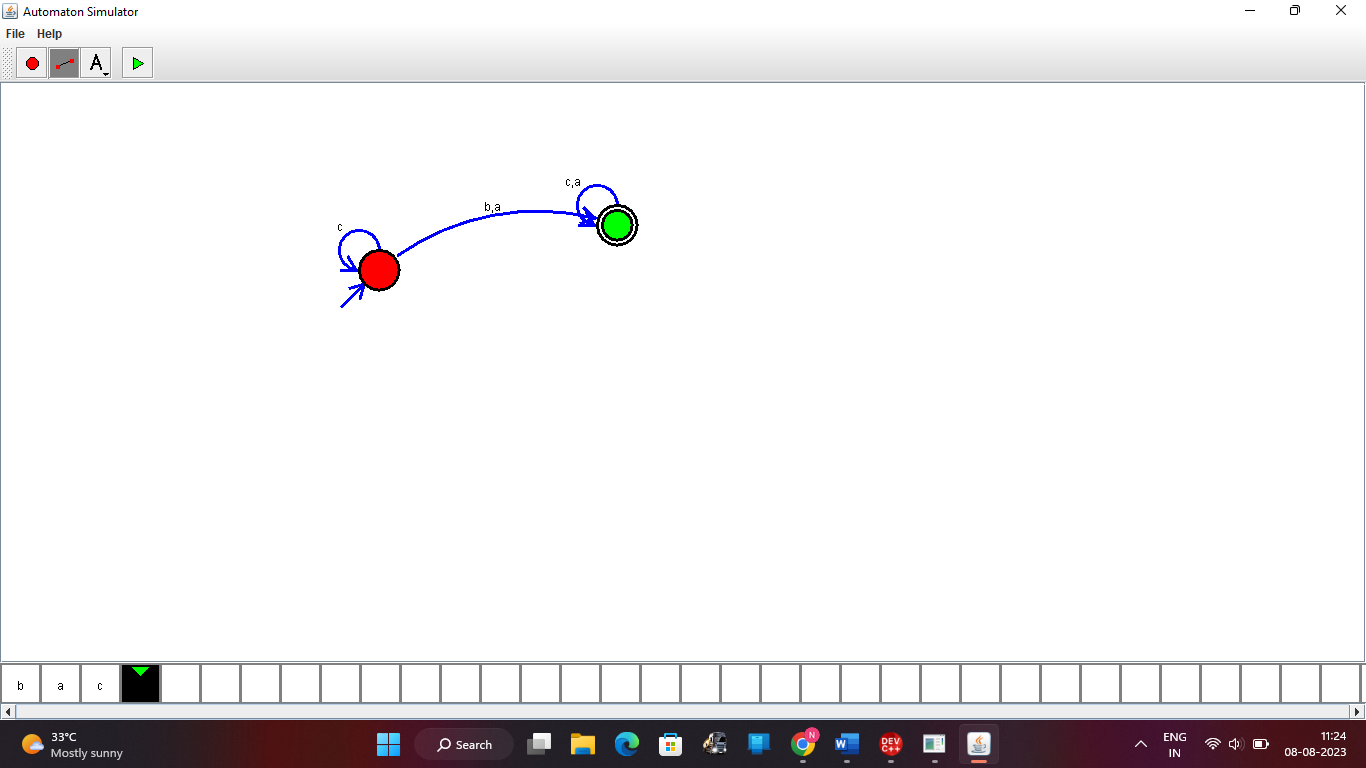 Automaton Simulator
File Help
A
c,a
b,a
c
b a c
33°C
Mostly sunny
Search
N
DEV
C++
ENG
IN
11:24
08-08-2023